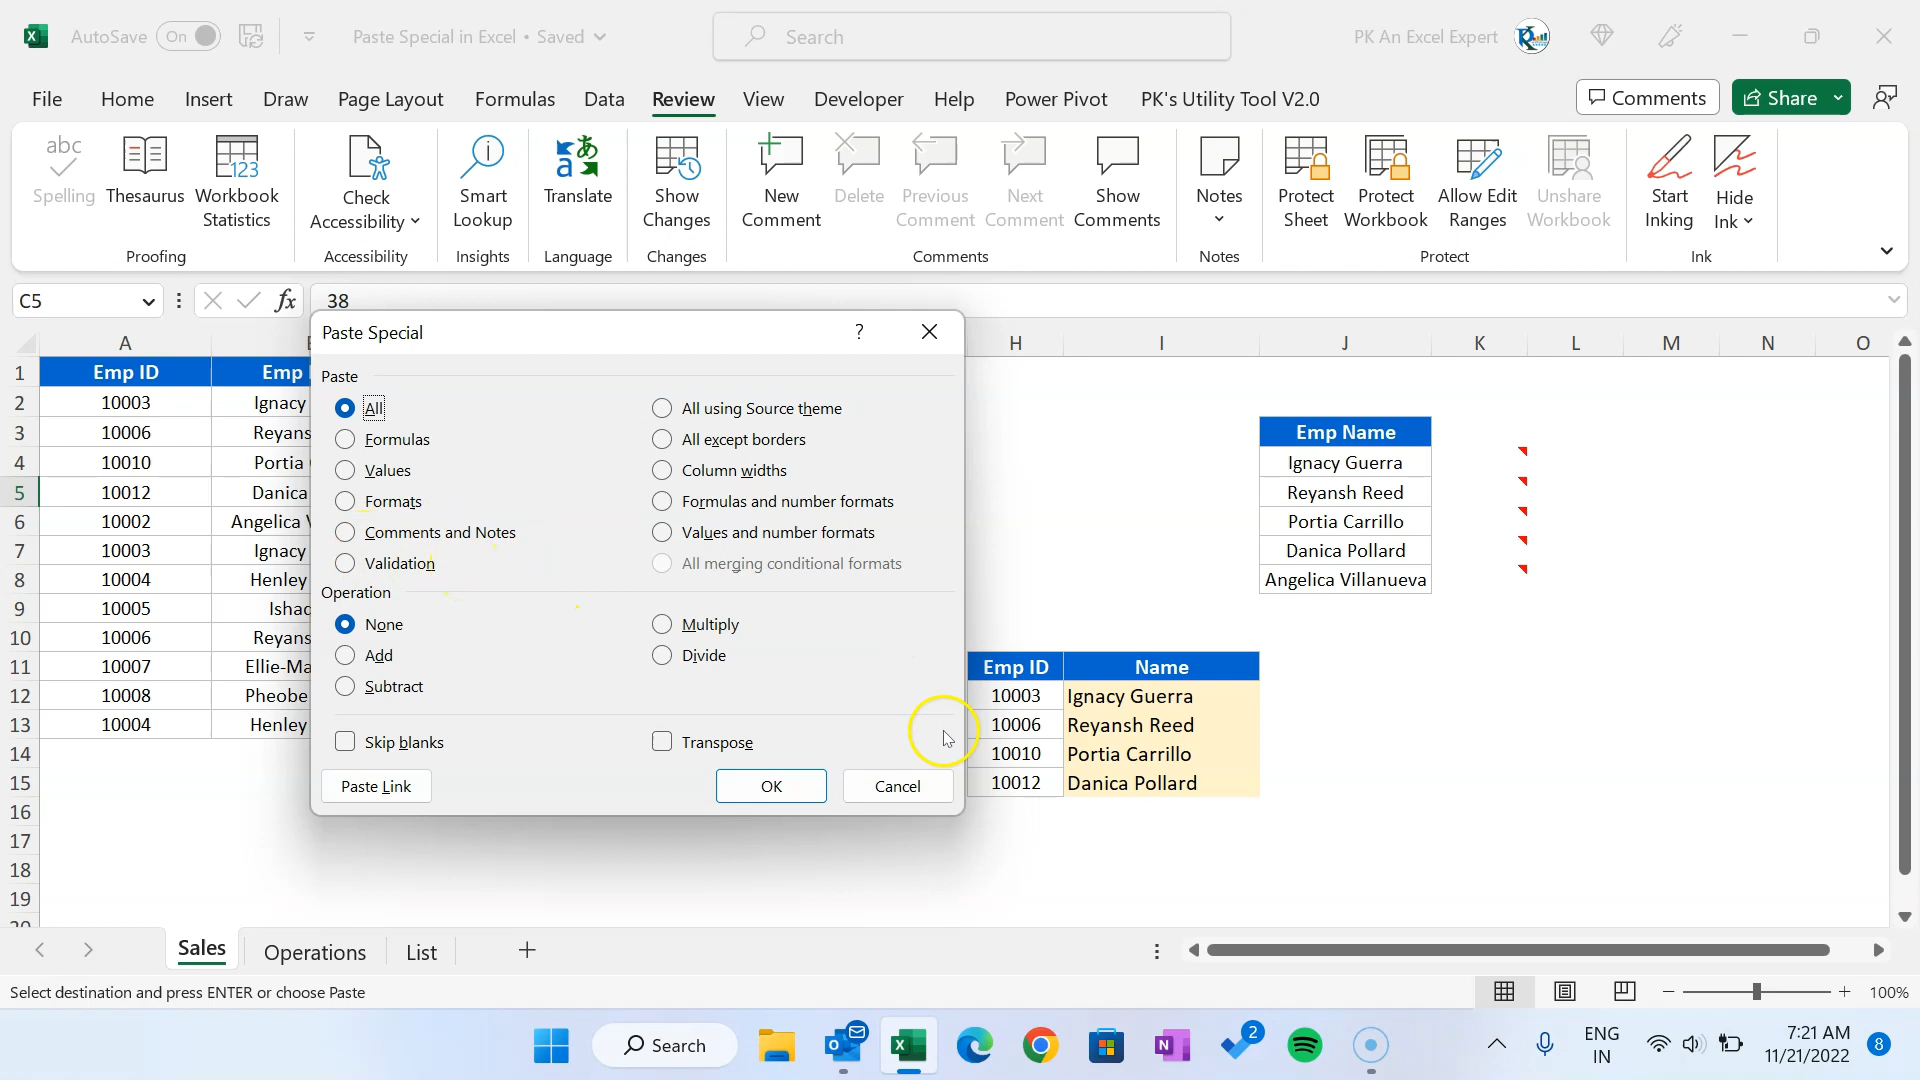 AutoSave On Paste Special in Excel • Saved Search PK An Excel Expert
File Home Insert Draw Page Layout Formulas Data Review View Developer Help Power Pivot PK's Utility Tool V2.0 Comments Share
abc
Spelling Thesaurus Workbook Statistics
Proofing
Check Accessibility
Accessibility
Smart Lookup
Insights
Translate
Language
Show Changes
Changes
New Comment Delete Previous Comment Next Comment Show Comments
Comments
Notes
Notes
Protect Sheet Protect Workbook Allow Edit Ranges Unshare Workbook
Protect
Start Inking Hide Ink
Ink
C5 fx 38
Paste Special ?
Paste
All All using Source theme
Formulas All except borders
Values Column widths
Formats Formulas and number formats
Comments and Notes Values and number formats
Validation All merging conditional formats
Operation
None Multiply
Add Divide
Subtract
Skip blanks Transpose
Paste Link OK Cancel
A H I J K L M N O
1 Emp ID Emp
2 10003 Ignacy
3 10006 Reyans Emp Name
4 10010 Portia Ignacy Guerra
5 10012 Danica Reyansh Reed
6 10002 Angelica Portia Carrillo
7 10003 Ignacy Danica Pollard
8 10004 Henley Angelica Villanueva
9 10005 Ishac
10 10006 Reyans
11 10007 Ellie-Ma Emp ID Name
12 10008 Pheobe 10003 Ignacy Guerra
13 10004 Henley 10006 Reyansh Reed
14 10010 Portia Carrillo
15 10012 Danica Pollard
16
17
18
19
Sales Operations List
Select destination and press ENTER or choose Paste 100%
Search 2 ENG IN 7:21 AM 11/21/2022 8